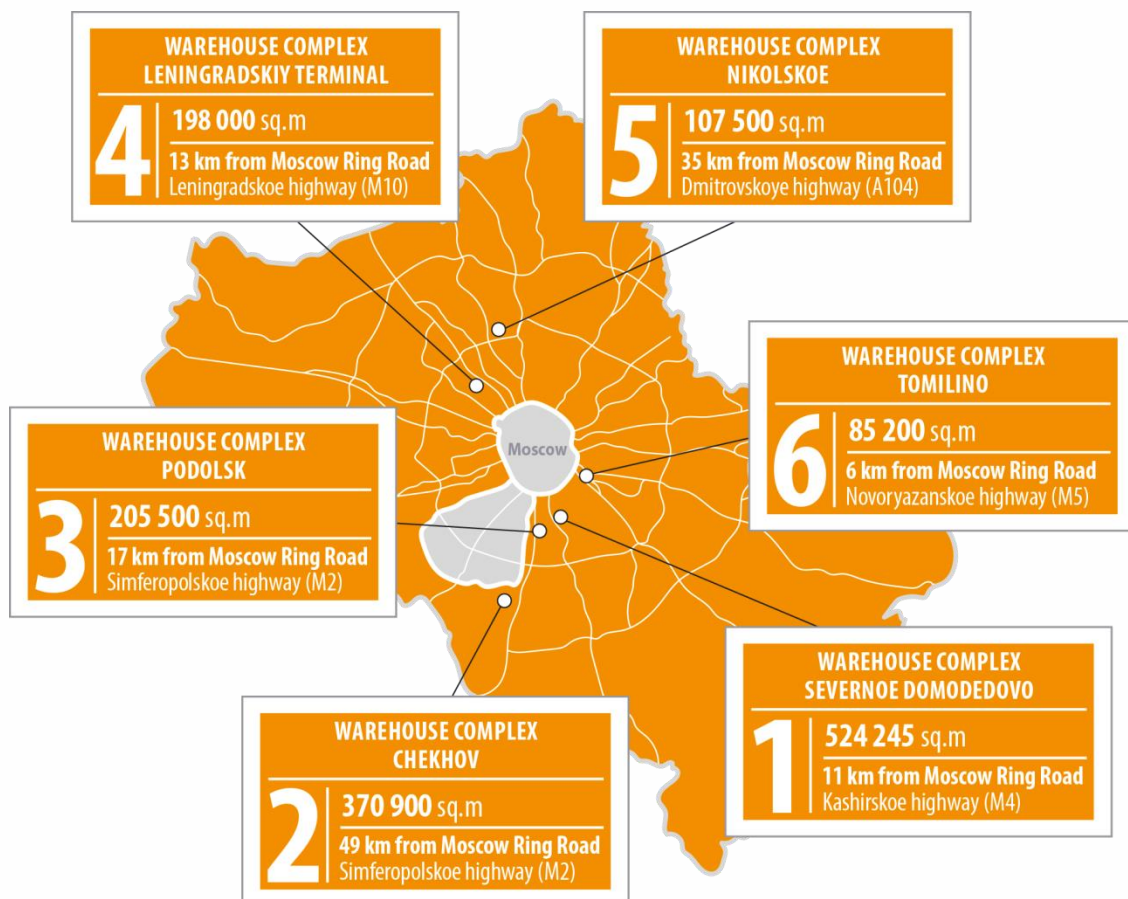 WAREHOUSE COMPLEX
LENINGRADSKIY TERMINAL
4
198 000 sq.m
13 km from Moscow Ring Road
Leningradskoe highway (M10)
WAREHOUSE COMPLEX
NIKOLSKOE
5
107 500 sq.m
35 km from Moscow Ring Road
Dmitrovskoye highway (A104)
WAREHOUSE COMPLEX
TOMILINO
6
85 200 sq.m
6 km from Moscow Ring Road
Novoryazanskoe highway (M5)
Moscow
WAREHOUSE COMPLEX
PODOLSK
3
205 500 sq.m
17 km from Moscow Ring Road
Simferopolskoe highway (M2)
WAREHOUSE COMPLEX
SEVERNOE DOMODEDOVO
1
524 245 sq.m
11 km from Moscow Ring Road
Kashirskoe highway (M4)
WAREHOUSE COMPLEX
CHEKHOV
2
370 900 sq.m
49 km from Moscow Ring Road
Simferopolskoe highway (M2)